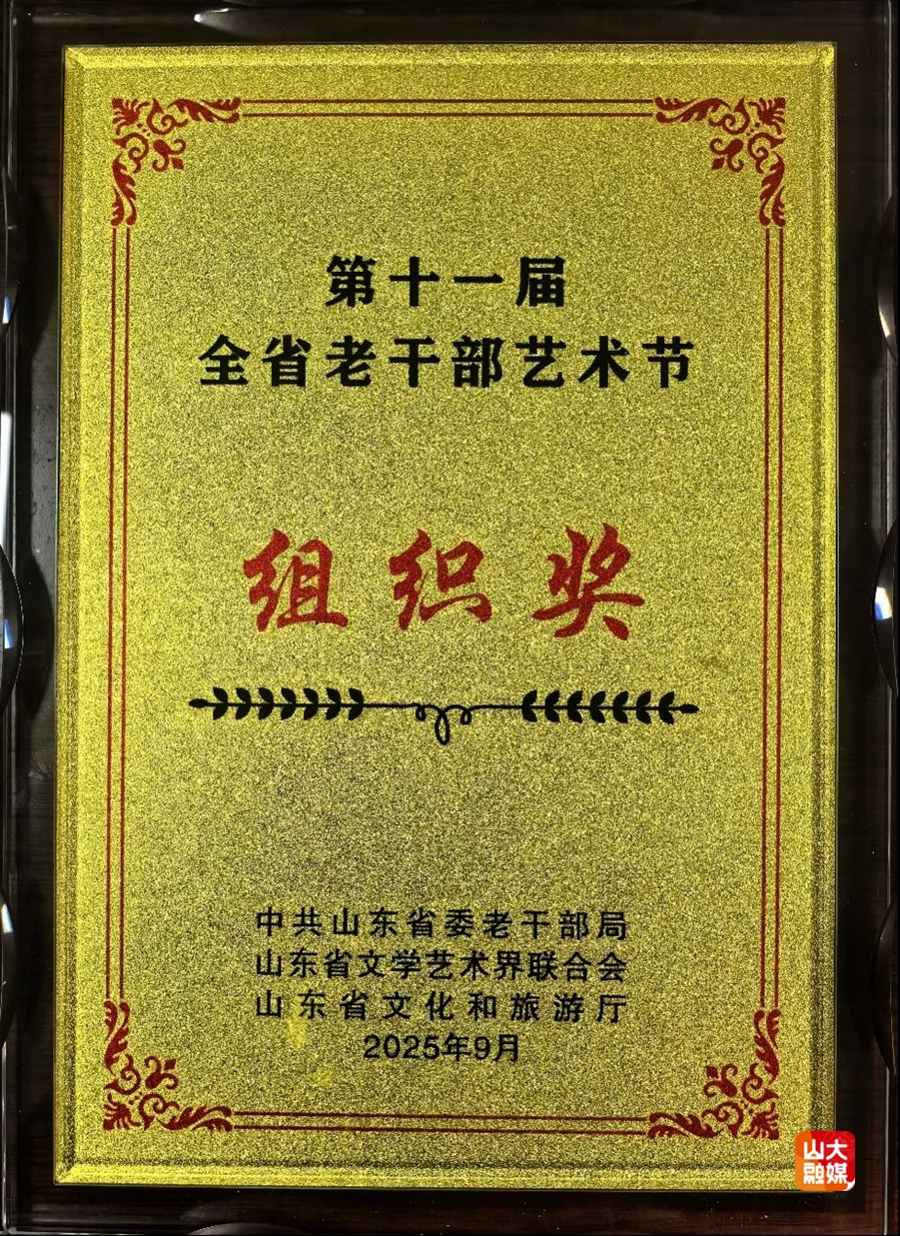 第十一届
全省老干部艺术节
组织奖
中共山东省委老干部局
山东省文学艺术界联合会
山东省文化和旅游厅
2025年9月
山大
融媒